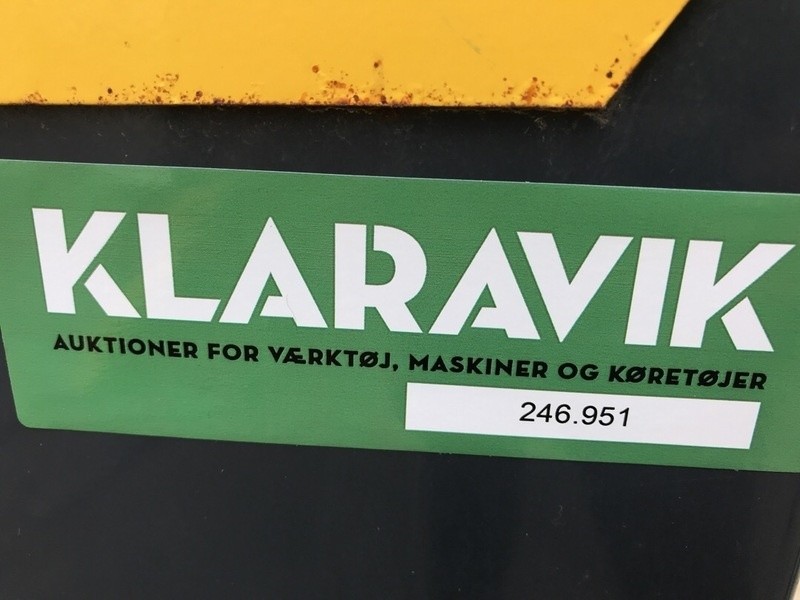 KLARAVIK
AUKTIONER FOR VÆRKTØJ, MASKINER OG KØRETØJER
246.951